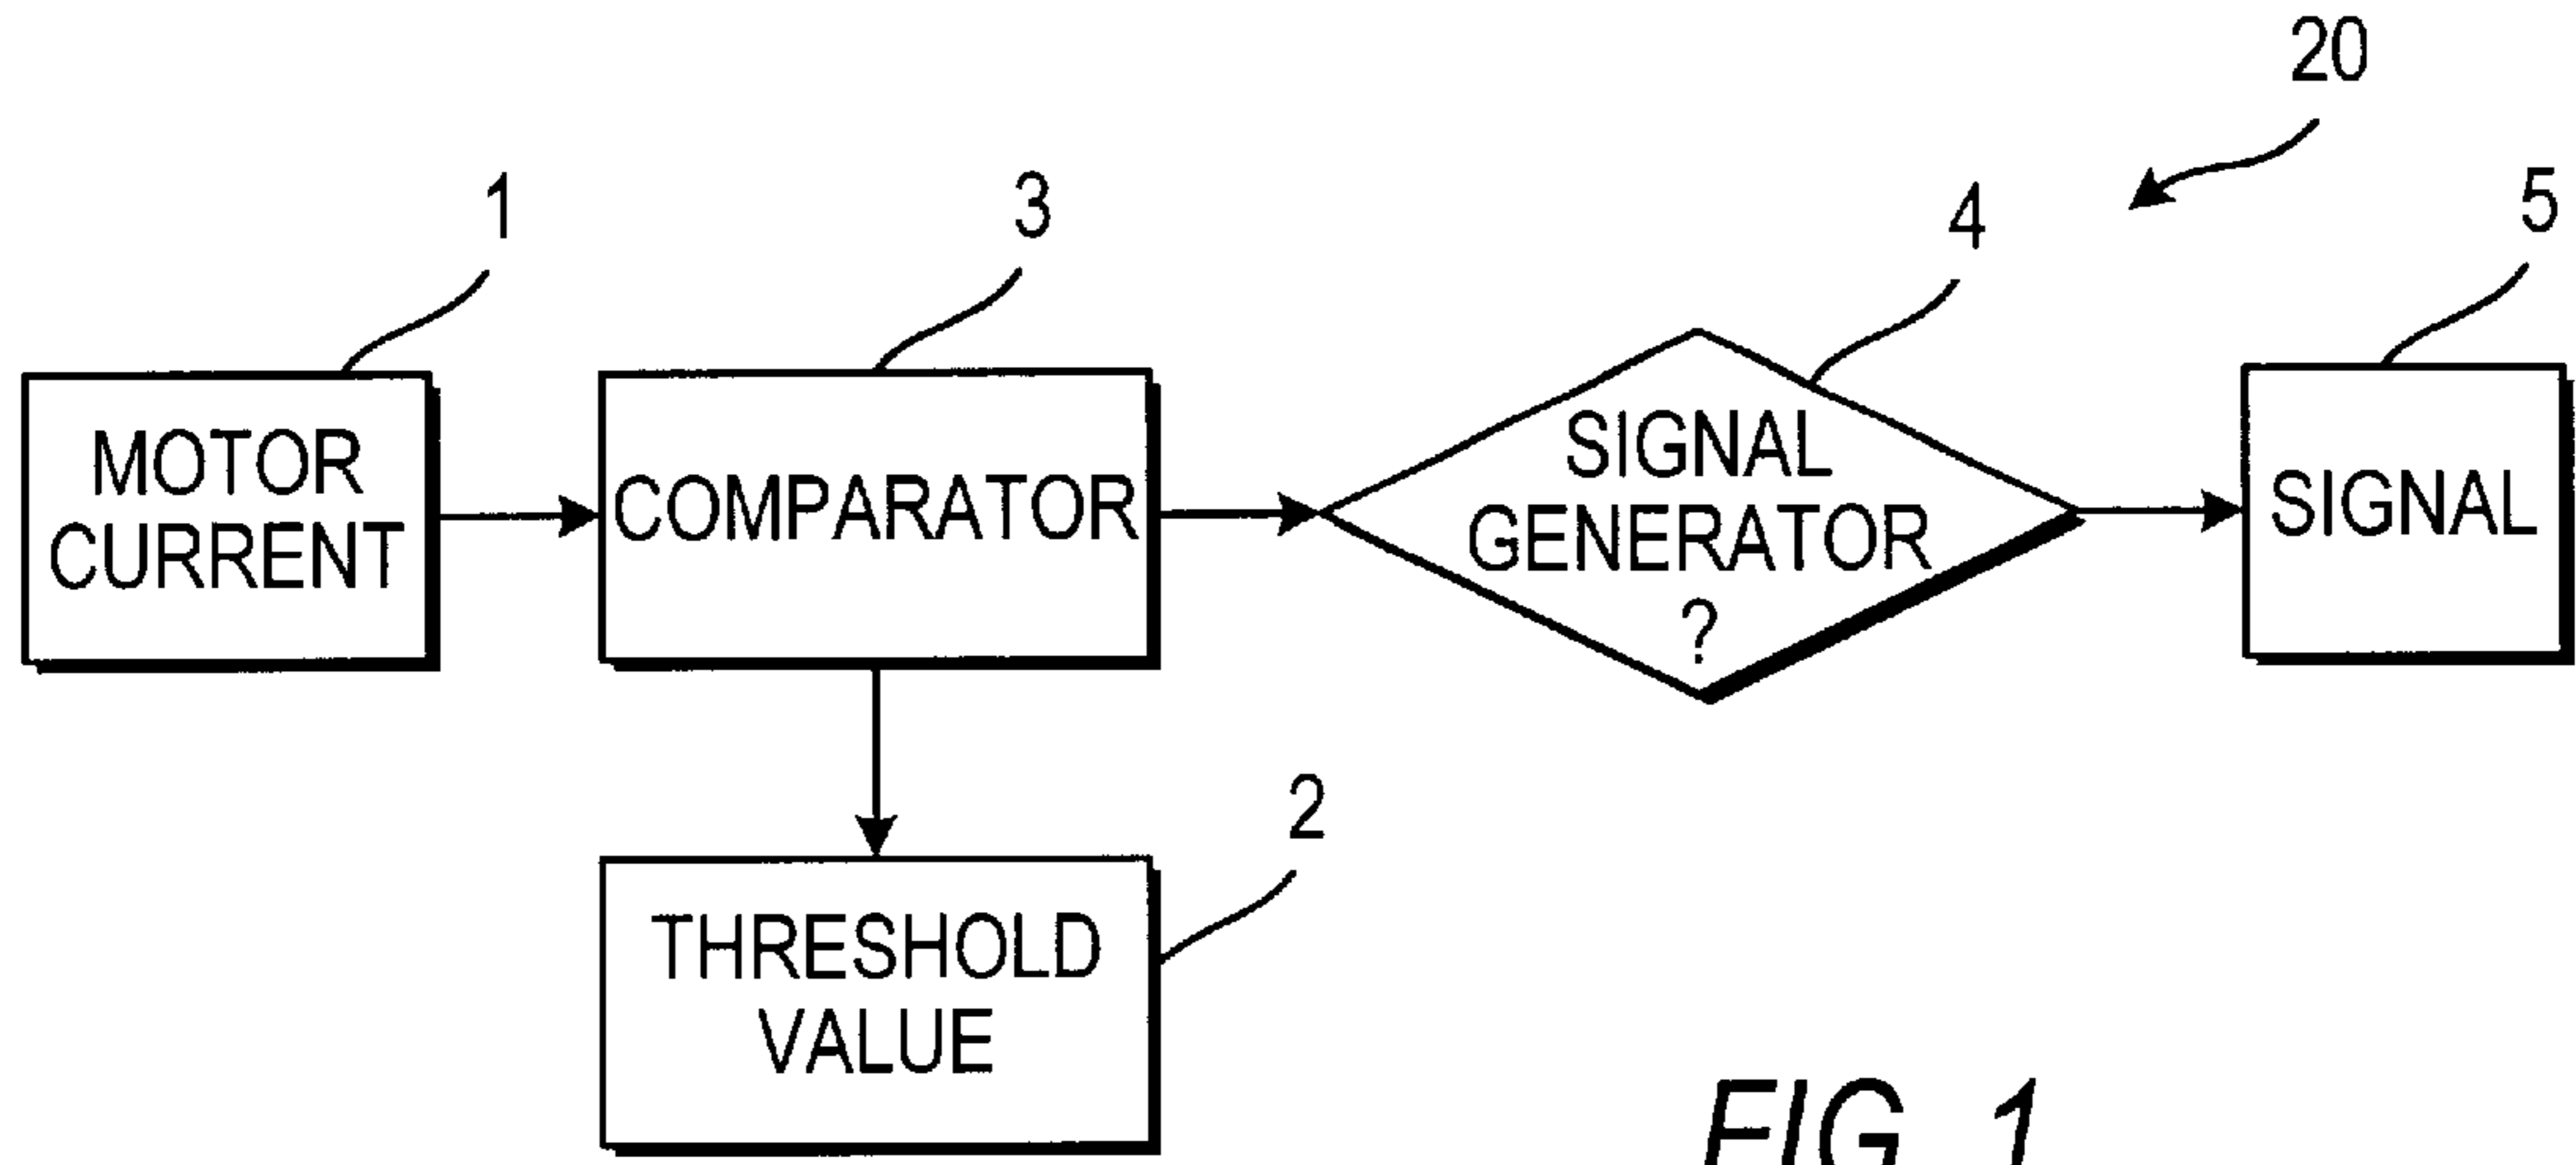 20
1
3
4
5
MOTOR
CURRENT
COMPARATOR
SIGNAL
GENERATOR
?
SIGNAL
2
THRESHOLD
VALUE
FIG. 1